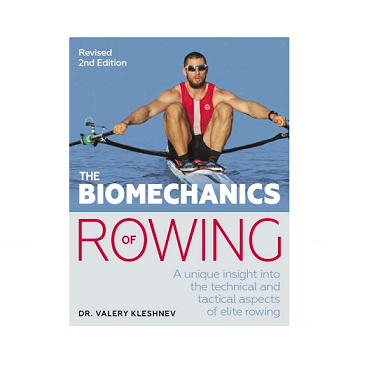 Revised
2nd Edition
THE
BIOMECHANICS
OF
ROWING
A unique insight into
the technical and
tactical aspects
of elite rowing
DR. VALERY KLESHNEV